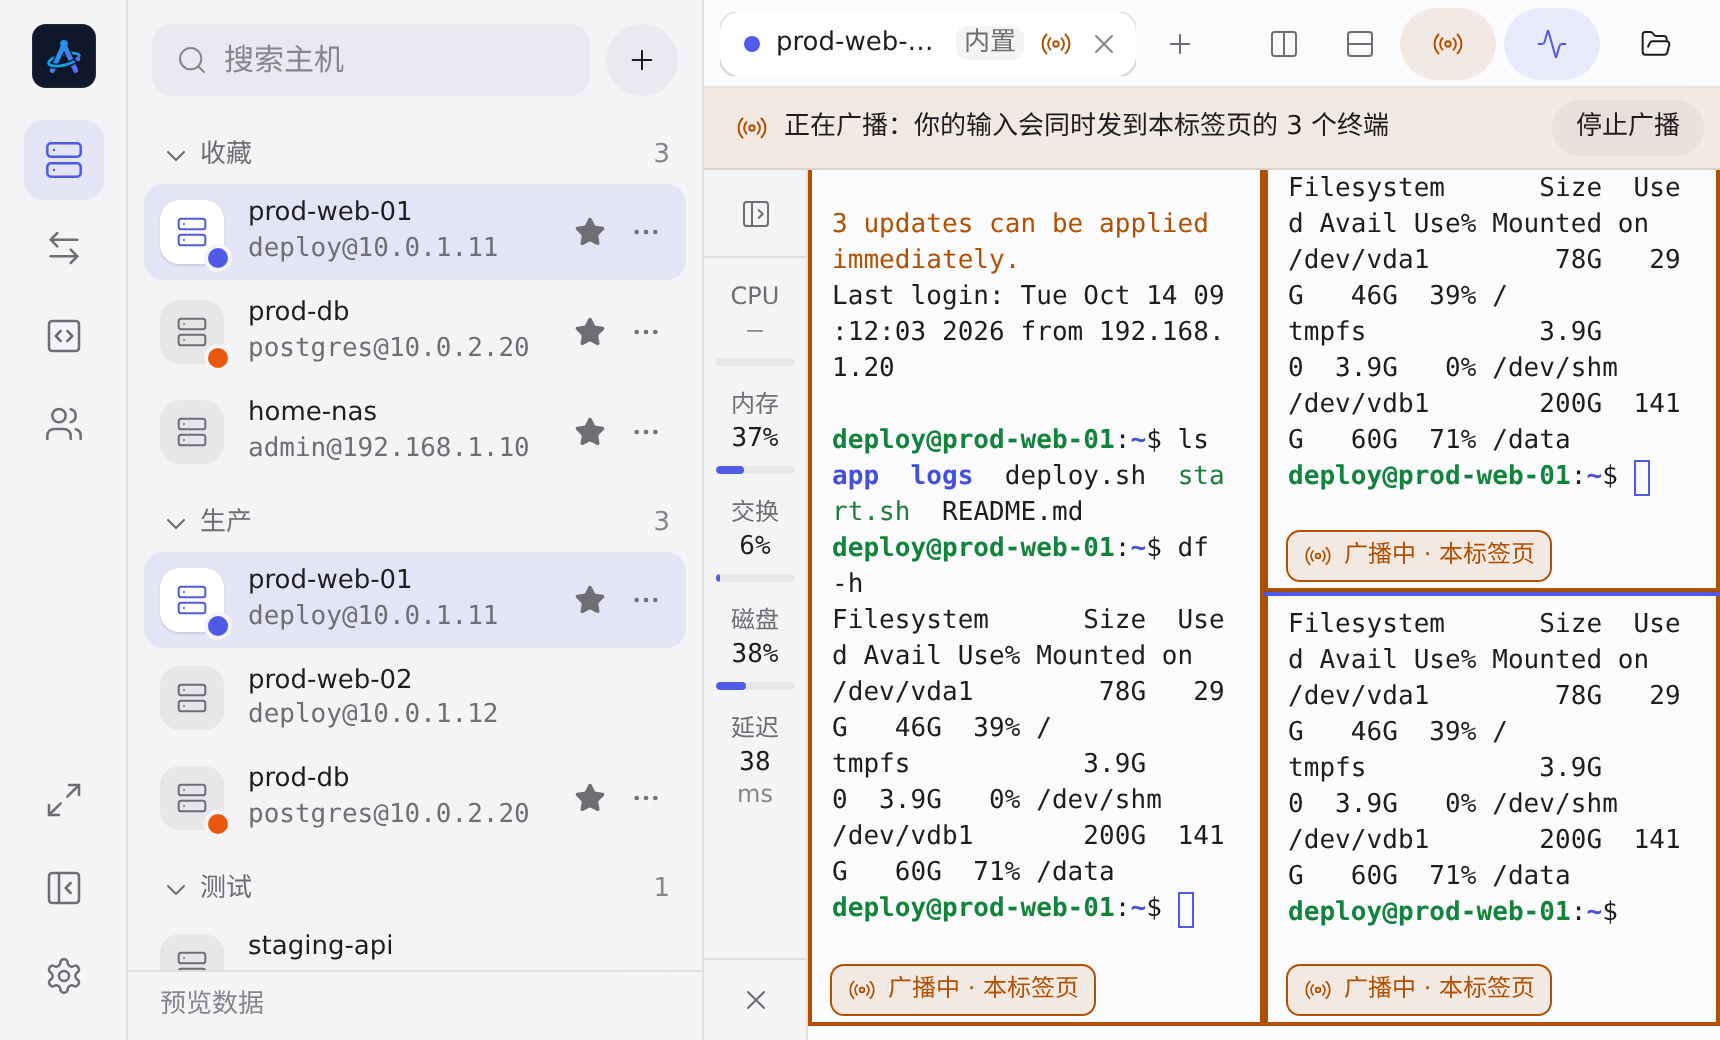 搜索主机
收藏 3
prod-web-01
deploy@10.0.1.11
prod-db
postgres@10.0.2.20
home-nas
admin@192.168.1.10
生产 3
prod-web-01
deploy@10.0.1.11
prod-web-02
deploy@10.0.1.12
prod-db
postgres@10.0.2.20
测试 1
staging-api
预览数据
prod-web-... 内置
正在广播：你的输入会同时发到本标签页的 3 个终端 停止广播
CPU
—
内存
37%
交换
6%
磁盘
38%
延迟
38
ms
3 updates can be applied
immediately.
Last login: Tue Oct 14 09
:12:03 2026 from 192.168.
1.20
deploy@prod-web-01:~$ ls
app  logs  deploy.sh  sta
rt.sh  README.md
deploy@prod-web-01:~$ df
-h
Filesystem      Size  Use
d Avail Use% Mounted on
/dev/vda1        78G   29
G   46G  39% /
tmpfs           3.9G
0  3.9G   0% /dev/shm
/dev/vdb1       200G  141
G   60G  71% /data
deploy@prod-web-01:~$
广播中 · 本标签页
Filesystem      Size  Use
d Avail Use% Mounted on
/dev/vda1        78G   29
G   46G  39% /
tmpfs           3.9G
0  3.9G   0% /dev/shm
/dev/vdb1       200G  141
G   60G  71% /data
deploy@prod-web-01:~$
广播中 · 本标签页
Filesystem      Size  Use
d Avail Use% Mounted on
/dev/vda1        78G   29
G   46G  39% /
tmpfs           3.9G
0  3.9G   0% /dev/shm
/dev/vdb1       200G  141
G   60G  71% /data
deploy@prod-web-01:~$
广播中 · 本标签页